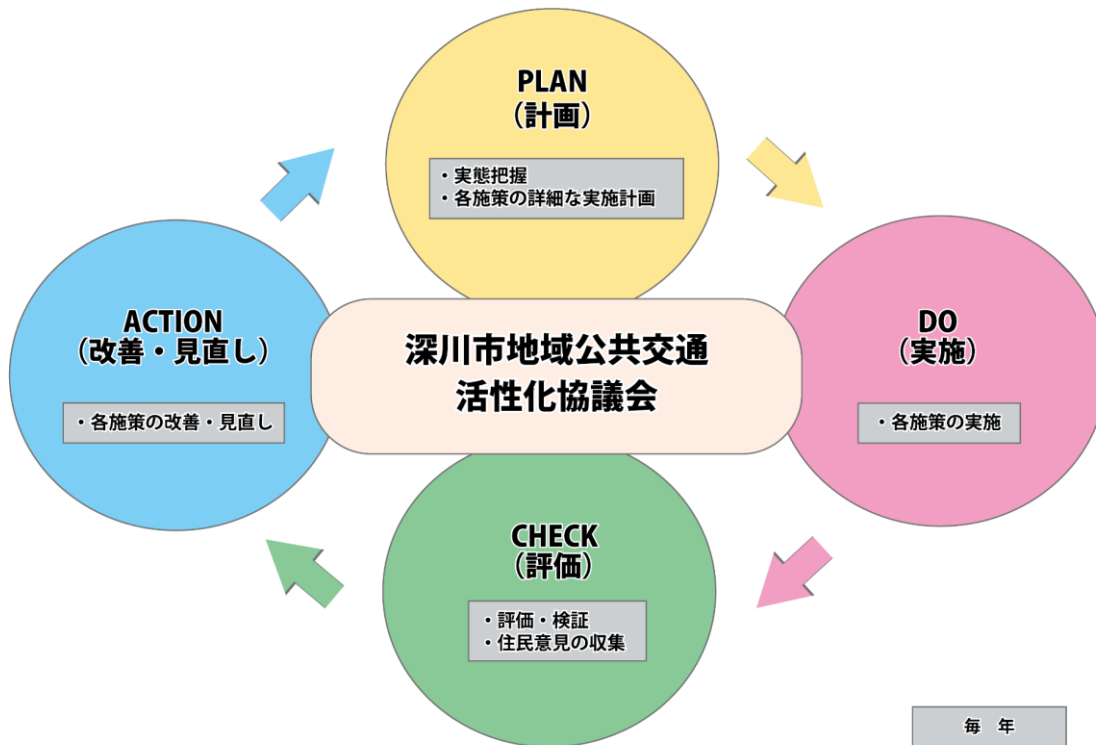 PLAN
（計画）
・実態把握
・各施策の詳細な実施計画
ACTION
（改善・見直し）
・各施策の改善・見直し
深川市地域公共交通
活性化協議会
DO
（実施）
・各施策の実施
CHECK
（評価）
・評価・検証
・住民意見の収集
毎　年